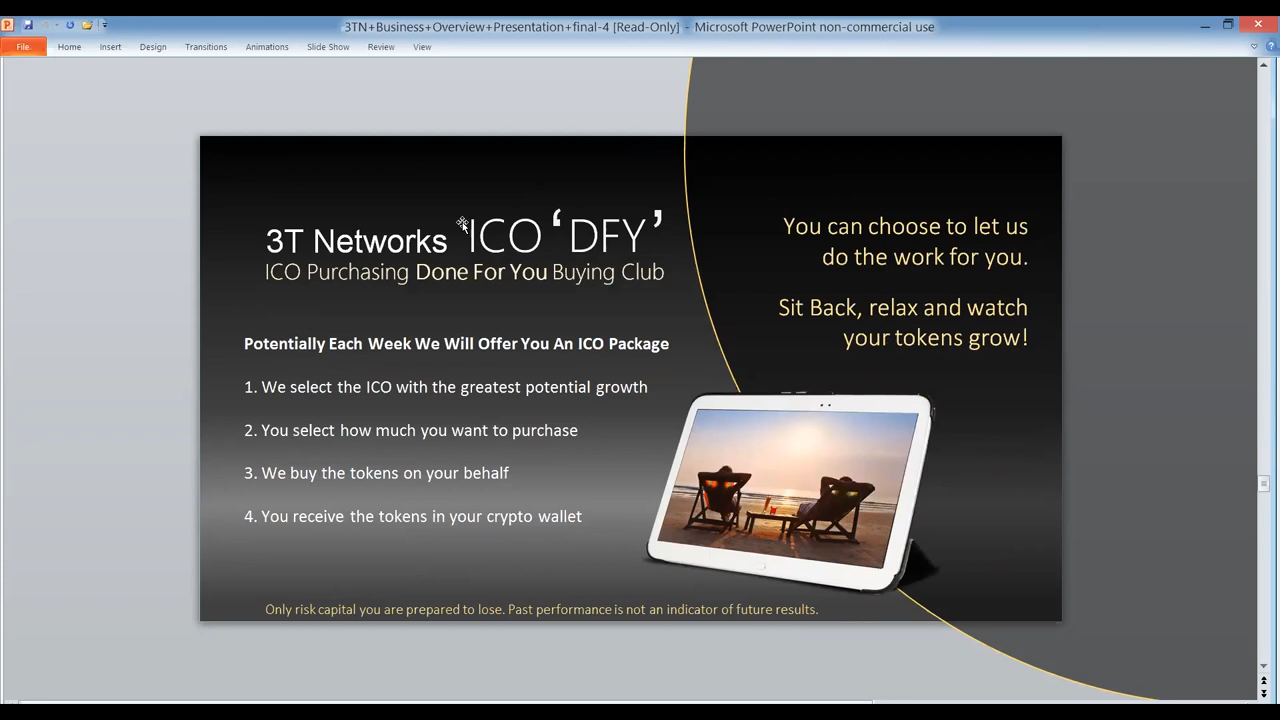 3TN+Business+Overview+Presentation+final-4 [Read-Only] - Microsoft PowerPoint non-commercial use
File Home Insert Design Transitions Animations Slide Show Review View
3T Networks ICO ‘DFY’
ICO Purchasing Done For You Buying Club
You can choose to let us
do the work for you.
Sit Back, relax and watch
your tokens grow!
Potentially Each Week We Will Offer You An ICO Package
1. We select the ICO with the greatest potential growth
2. You select how much you want to purchase
3. We buy the tokens on your behalf
4. You receive the tokens in your crypto wallet
Only risk capital you are prepared to lose. Past performance is not an indicator of future results.